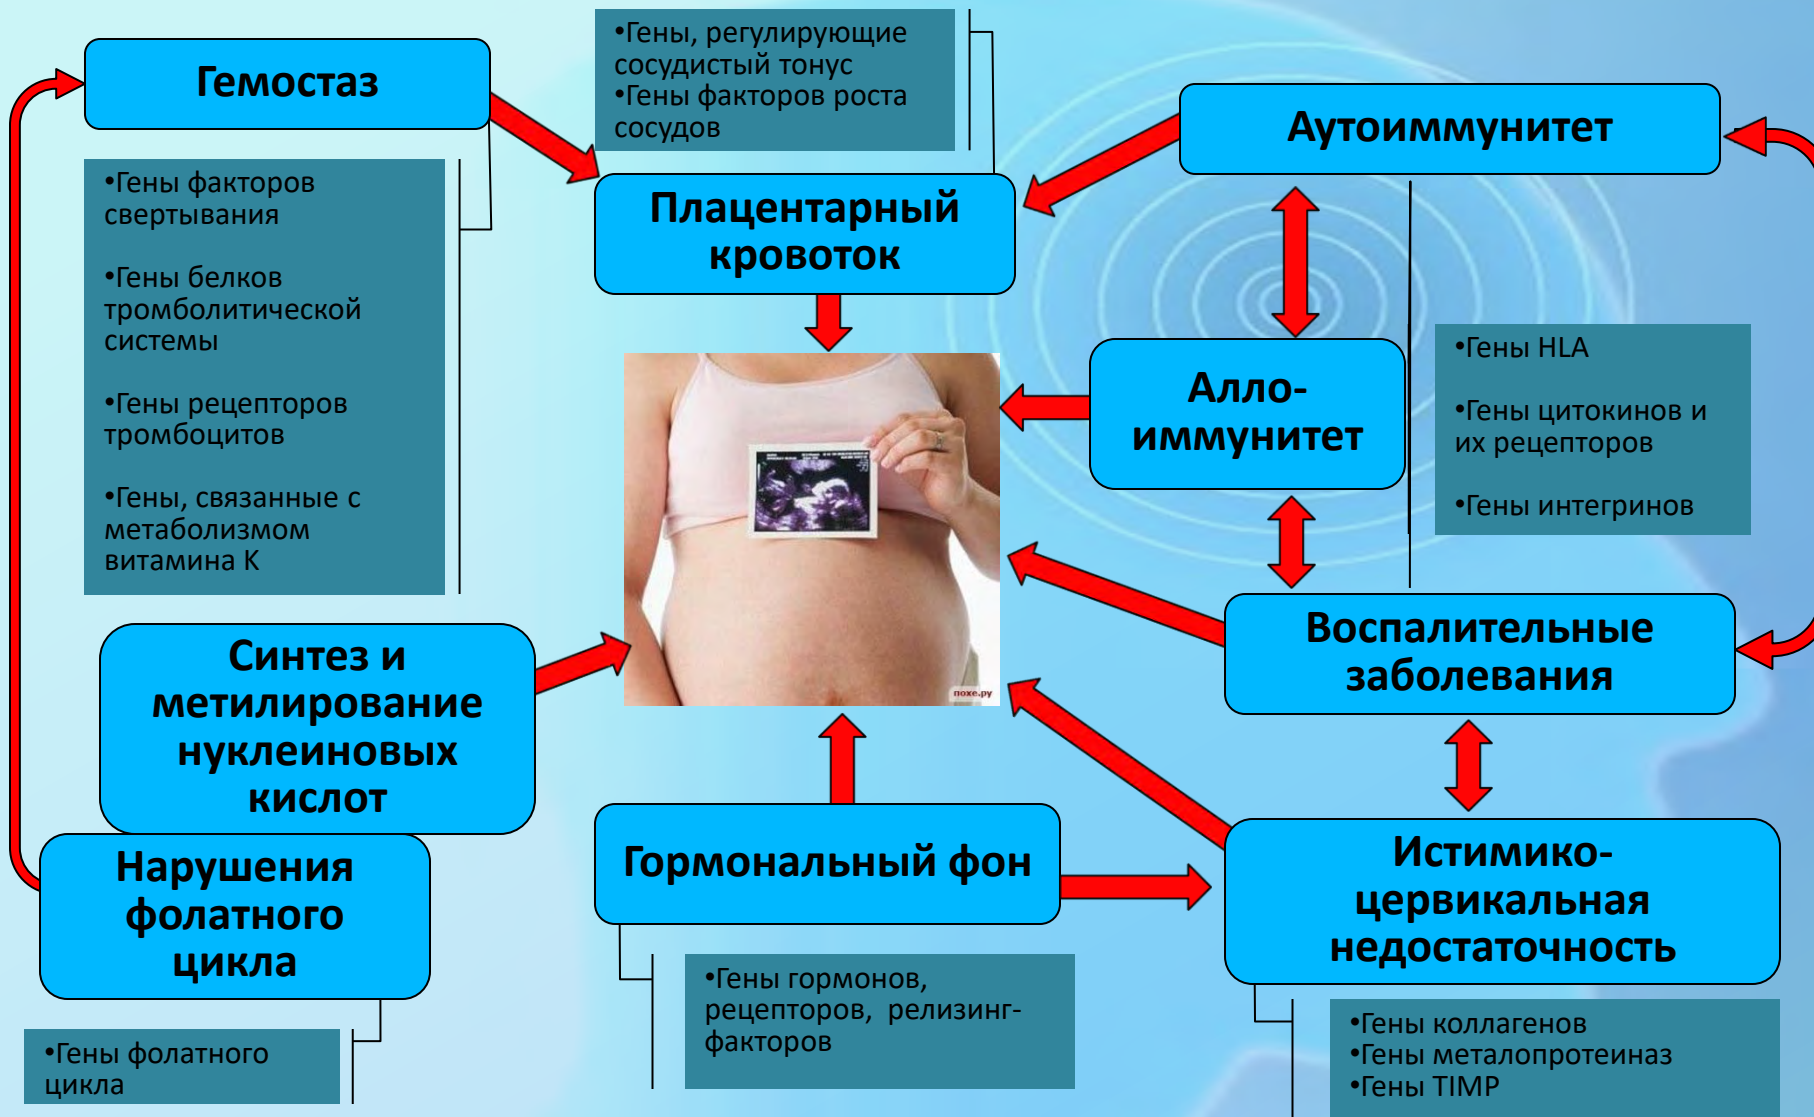 Гемостаз
•Гены факторов
свертывания
•Гены белков
тромболитической
системы
•Гены рецепторов
тромбоцитов
•Гены, связанные с
метаболизмом
витамина K
•Гены, регулирующие
сосудистый тонус
•Гены факторов роста
сосудов
Плацентарный
кровоток
Аутоиммунитет
Алло-
иммунитет
•Гены HLA
•Гены цитокинов и
их рецепторов
•Гены интегринов
Воспалительные
заболевания
Синтез и
метилирование
нуклеиновых
кислот
Нарушения
фолатного
цикла
•Гены фолатного
цикла
похе.ру
Гормональный фон
•Гены гормонов,
рецепторов, релизинг-
факторов
Истимико-
цервикальная
недостаточность
•Гены коллагенов
•Гены металопротеиназ
•Гены TIMP